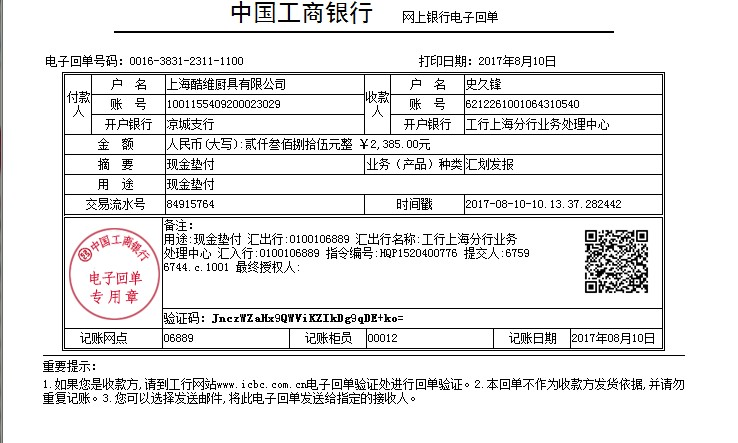 中国工商银行 网上银行电子回单
电子回单号码：0016-3831-2311-1100 打印日期：2017年8月10日
付款人 户 名 上海酷维厨具有限公司 收款人 户 名 史久锋
账 号 1001155409200023029 账 号 6212261001064310540
开户银行 凉城支行 开户银行 工行上海分行业务处理中心
金 额 人民币(大写):贰仟叁佰捌拾伍元整 ￥2,385.00元
摘 要 现金垫付 业务（产品）种类 汇划发报
用 途 现金垫付
交易流水号 84915764 时间戳 2017-08-10-10.13.37.282442
中国工商银行
电子回单
专用章
备注：
用途:现金垫付 汇出行:0100106889 汇出行名称:工行上海分行业务
处理中心 汇入行:0100106889 指令编号:HQF1520400776 提交人:6759
6744.c.1001 最终授权人:
验证码：JnczWZaHx9QWViKZIkDg9qDE+ko=
记账网点 06889 记账柜员 00012 记账日期 2017年08月10日
重要提示：
1.如果您是收款方,请到工行网站www.icbc.com.cn电子回单验证处进行回单验证。2.本回单不作为收款方发货依据,并请勿
重复记账。3.您可以选择发送邮件,将此电子回单发送给指定的接收人。